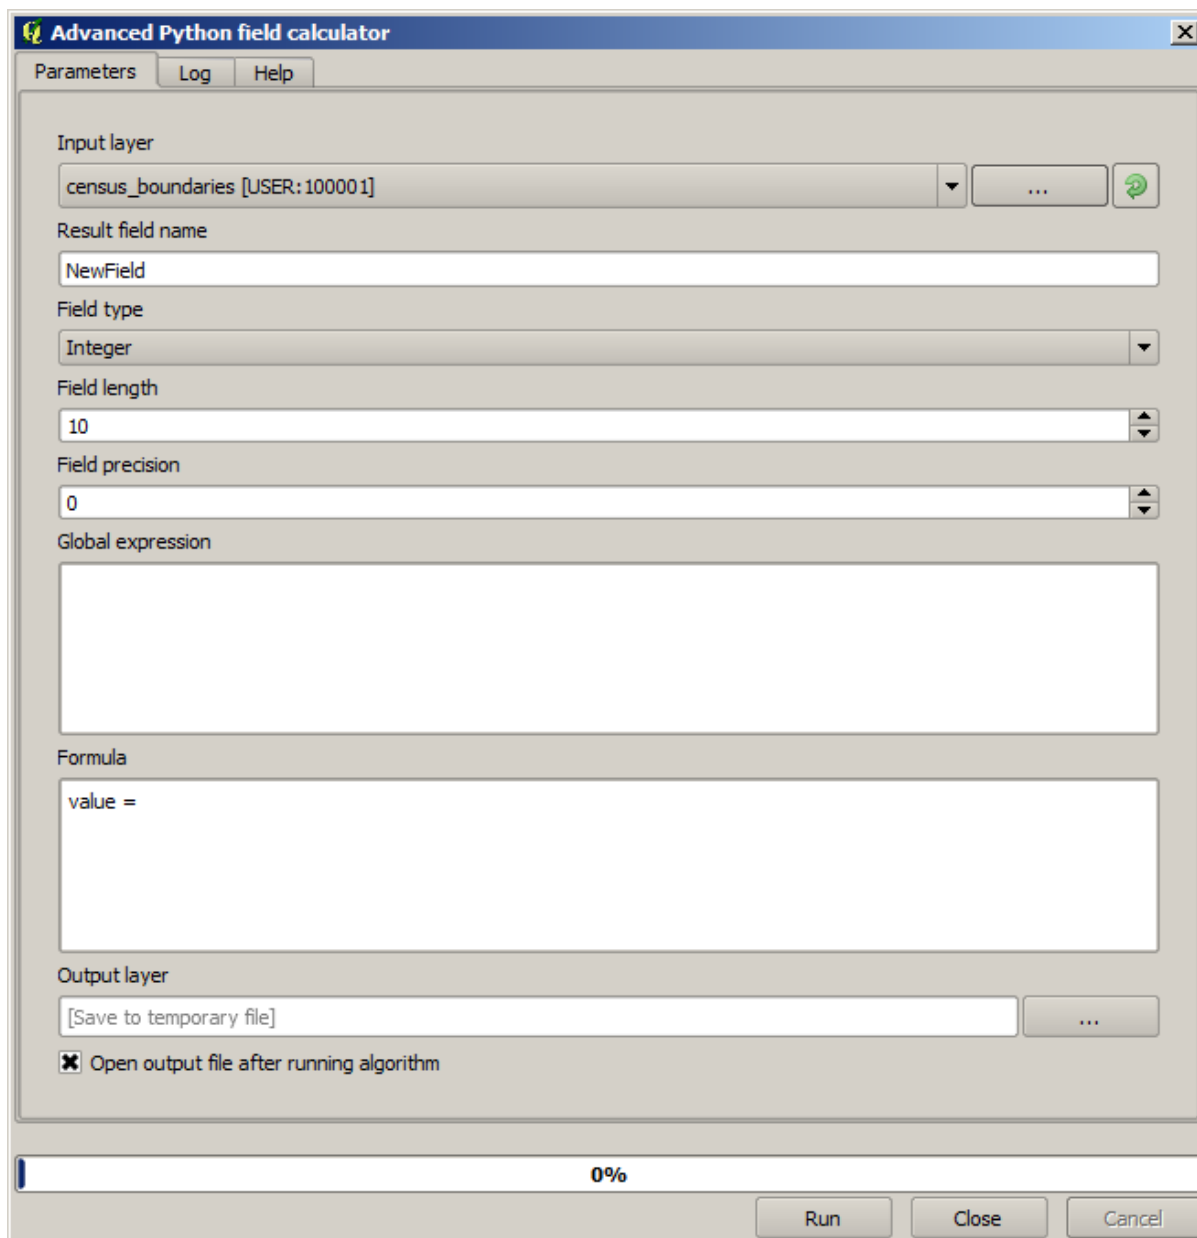 Advanced Python field calculator
Parameters Log Help
Input layer
census_boundaries [USER:100001] ...
Result field name
NewField
Field type
Integer
Field length
10
Field precision
0
Global expression
Formula
value =
Output layer
[Save to temporary file] ...
Open output file after running algorithm
0%
Run Close Cancel